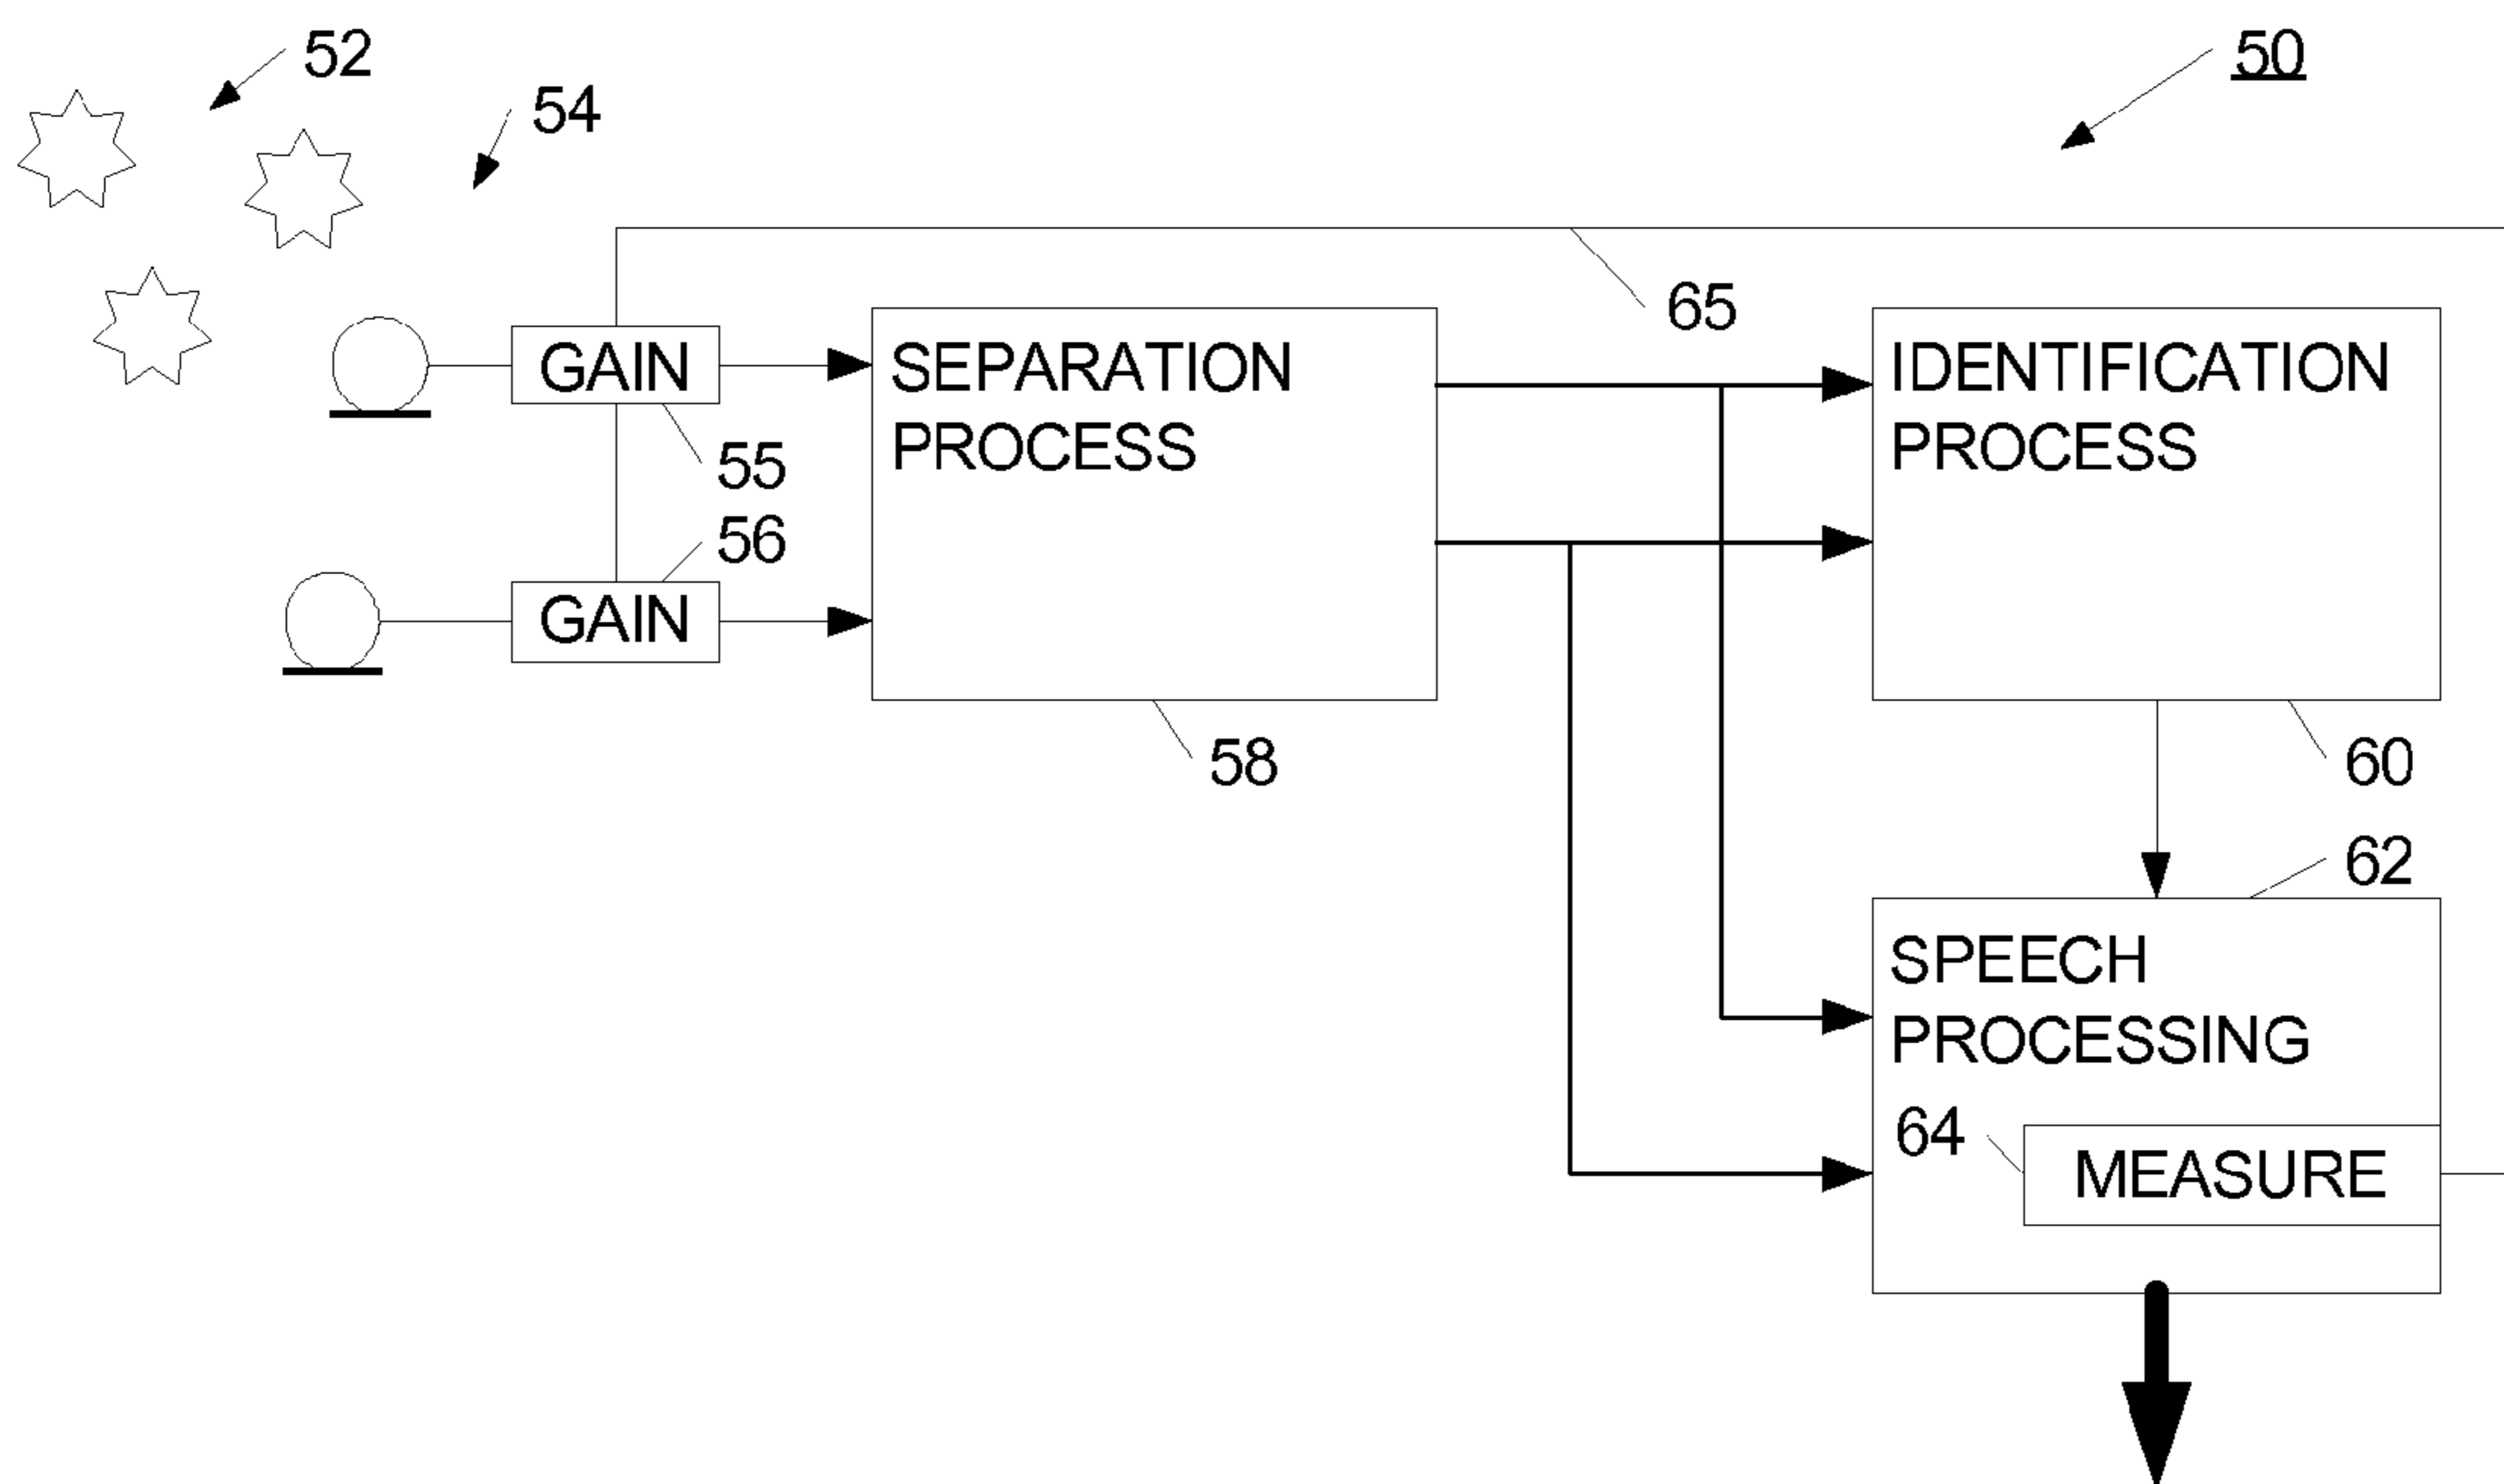 52
54
50
65
GAIN
SEPARATION
PROCESS
IDENTIFICATION
PROCESS
55
56
GAIN
58
60
62
SPEECH
PROCESSING
64
MEASURE